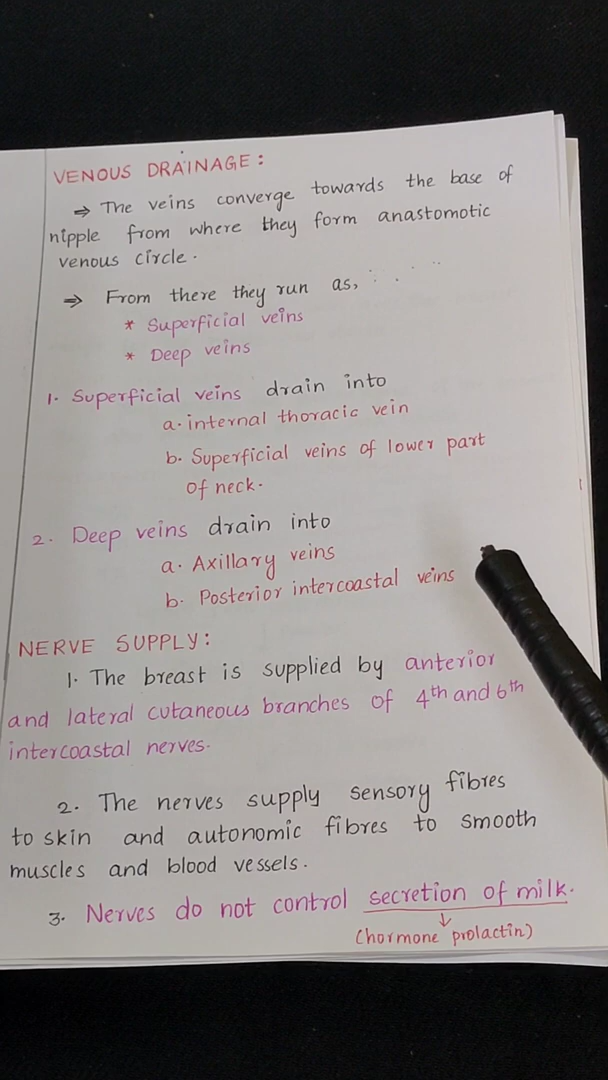 VENOUS DRAINAGE:
⇒ The veins converge towards the base of
nipple from where they form anastomotic
venous circle.
⇒ From there they run as,
* Superficial veins
* Deep veins
1. Superficial veins drain into
a. internal thoracic vein
b. Superficial veins of lower part
of neck.
2. Deep veins drain into
a. Axillary veins
b. Posterior intercoastal veins
NERVE SUPPLY:
1. The breast is supplied by anterior
and lateral cutaneous branches of 4th and 6th
intercoastal nerves.
2. The nerves supply sensory fibres
to skin and autonomic fibres to smooth
muscles and blood vessels.
3. Nerves do not control secretion of milk.
↓
(hormone prolactin)